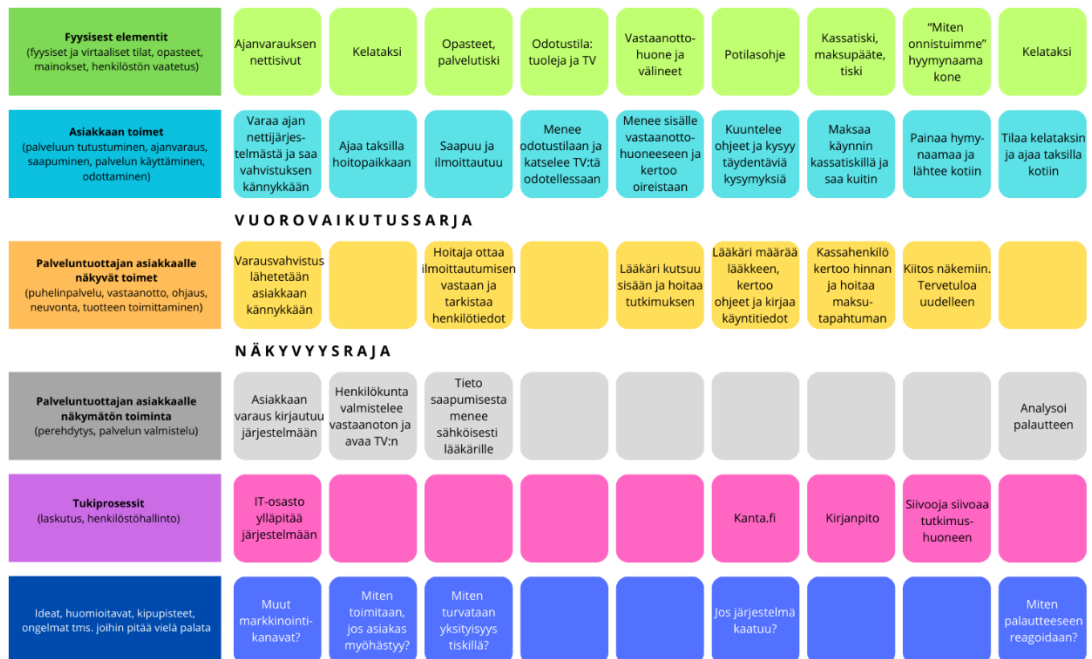 Fyysisest elementit
(fyysiset ja virtaaliset tilat, opasteet,
mainokset, henkilöstön vaatetus)
Ajanvarauksen
nettisivut
Kelataksi
Opasteet,
palvelutiski
Odotustila:
tuoleja ja TV
Vastaanotto-
huone ja
välineet
Potilasohje
Kassatiski,
maksupääte,
tiski
“Miten
onnistuimme”
hyymynaama
kone
Kelataksi
Asiakkaan toimet
(palveluun tutustuminen, ajanvaraus,
saapuminen, palvelun käyttäminen,
odottaminen)
Varaa ajan
nettijärjes-
telmästä ja saa
vahvistuksen
kännykkään
Ajaa taksilla
hoitopaikkaan
Saapuu ja
ilmoittautuu
Menee
odotustilaan ja
katselee TV:tä
odotellessaan
Menee sisälle
vastaanotto-
huoneeseen ja
kertoo
oireistaan
Kuuntelee
ohjeet ja kysyy
täydentäviä
kysymyksiä
Maksaa
käynnin
kassatiskillä ja
saa kuitin
Painaa hymy-
naamaa ja
lähtee kotiin
Tilaa kelataksin
ja ajaa taksilla
kotiin
VUOROVAIKUTUSSARJA
Palveluntuottajan asiakkaalle
näkyvät toimet
(puhelinpalvelu, vastaanotto, ohjaus,
neuvonta, tuotteen toimittaminen)
Varausvahvistus
lähetetään
asiakkaan
kännykkään
Hoitaja ottaa
ilmoittautumisen
vastaan ja
tarkistaa
henkilötiedot
Lääkäri kutsuu
sisään ja hoitaa
tutkimuksen
Lääkäri määrää
lääkkeen,
kertoo
ohjeet ja kirjaa
käyntitiedot
Kassahenkilö
kertoo hinnan
ja hoitaa
maksu-
tapahtuman
Kiitos näkemiin.
Tervetuloa
uudelleen
NÄKYVYYSRAJA
Palveluntuottajan asiakkaalle
näkymätön toiminta
(perehdytys, palvelun valmistelu)
Asiakkaan
varaus kirjautuu
järjestelmään
Henkilökunta
valmistelee
vastaanoton ja
avaa TV:n
Tieto
saapumisesta
menee
sähköisesti
lääkärille
Analysoi
palautteen
Tukiprosessit
(laskutus, henkilöstöhallinto)
IT-osasto
ylläpitää
järjestelmään
Kanta.fi
Kirjanpito
Siivooja siivoaa
tutkimus-
huoneen
Ideat, huomioitavat, kipupisteet,
ongelmat tms. joihin pitää vielä palata
Muut
markkinointi-
kanavat?
Miten
toimitaan,
jos asiakas
myöhästyy?
Miten
turvataan
yksityisyys
tiskillä?
Jos järjestelmä
kaatuu?
Miten
palautteeseen
reagoidaan?